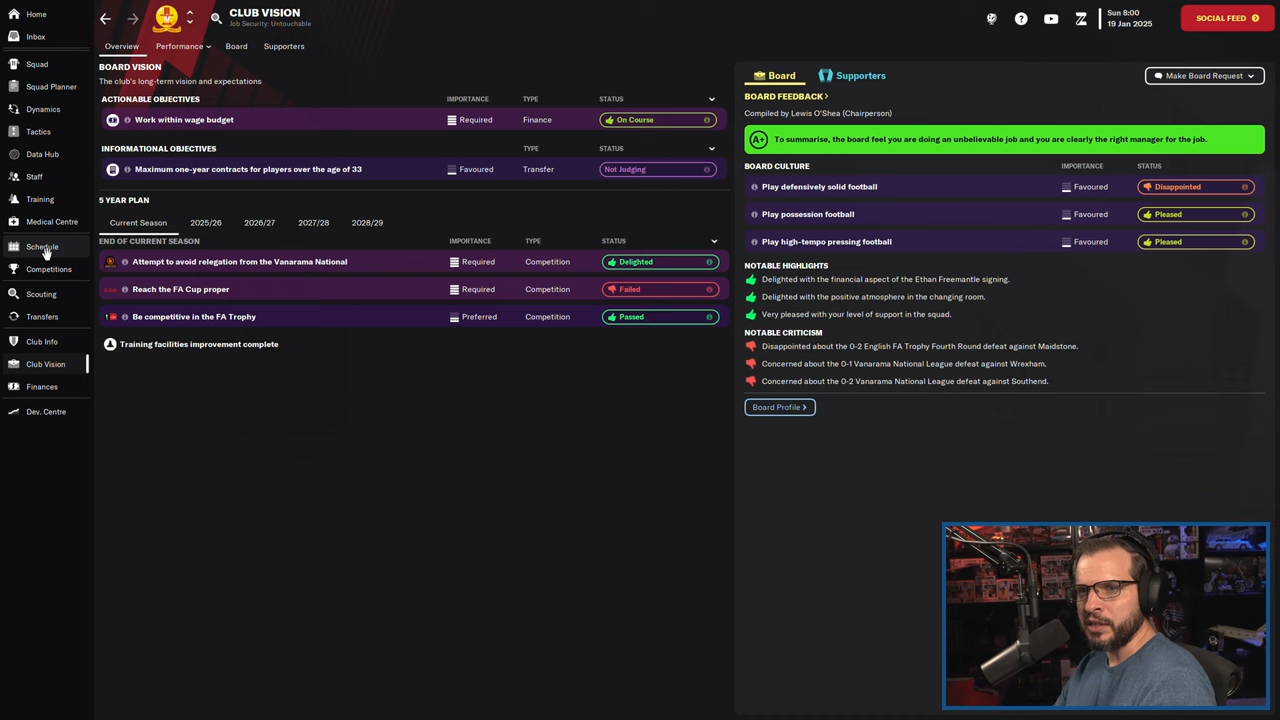 Home
Inbox
Squad
Squad Planner
Dynamics
Tactics
Data Hub
Staff
Training
Medical Centre
Schedule
Competitions
Scouting
Transfers
Club Info
Club Vision
Finances
Dev. Centre
CLUB VISION
Job Security: Untouchable
Sun 8:00
19 Jan 2025
SOCIAL FEED
Overview Performance Board Supporters
BOARD VISION
The club's long-term vision and expectations
ACTIONABLE OBJECTIVES IMPORTANCE TYPE STATUS
Work within wage budget Required Finance On Course
INFORMATIONAL OBJECTIVES TYPE STATUS
Maximum one-year contracts for players over the age of 33 Favoured Transfer Not Judging
5 YEAR PLAN
Current Season 2025/26 2026/27 2027/28 2028/29
END OF CURRENT SEASON IMPORTANCE TYPE STATUS
Attempt to avoid relegation from the Vanarama National Required Competition Delighted
Reach the FA Cup proper Required Competition Failed
Be competitive in the FA Trophy Preferred Competition Passed
Training facilities improvement complete
Board Supporters Make Board Request
BOARD FEEDBACK
Compiled by Lewis O'Shea (Chairperson)
A+ To summarise, the board feel you are doing an unbelievable job and you are clearly the right manager for the job.
BOARD CULTURE IMPORTANCE STATUS
Play defensively solid football Favoured Disappointed
Play possession football Favoured Pleased
Play high-tempo pressing football Favoured Pleased
NOTABLE HIGHLIGHTS
Delighted with the financial aspect of the Ethan Freemantle signing.
Delighted with the positive atmosphere in the changing room.
Very pleased with your level of support in the squad.
NOTABLE CRITICISM
Disappointed about the 0-2 English FA Trophy Fourth Round defeat against Maidstone.
Concerned about the 0-1 Vanarama National League defeat against Wrexham.
Concerned about the 0-2 Vanarama National League defeat against Southend.
Board Profile